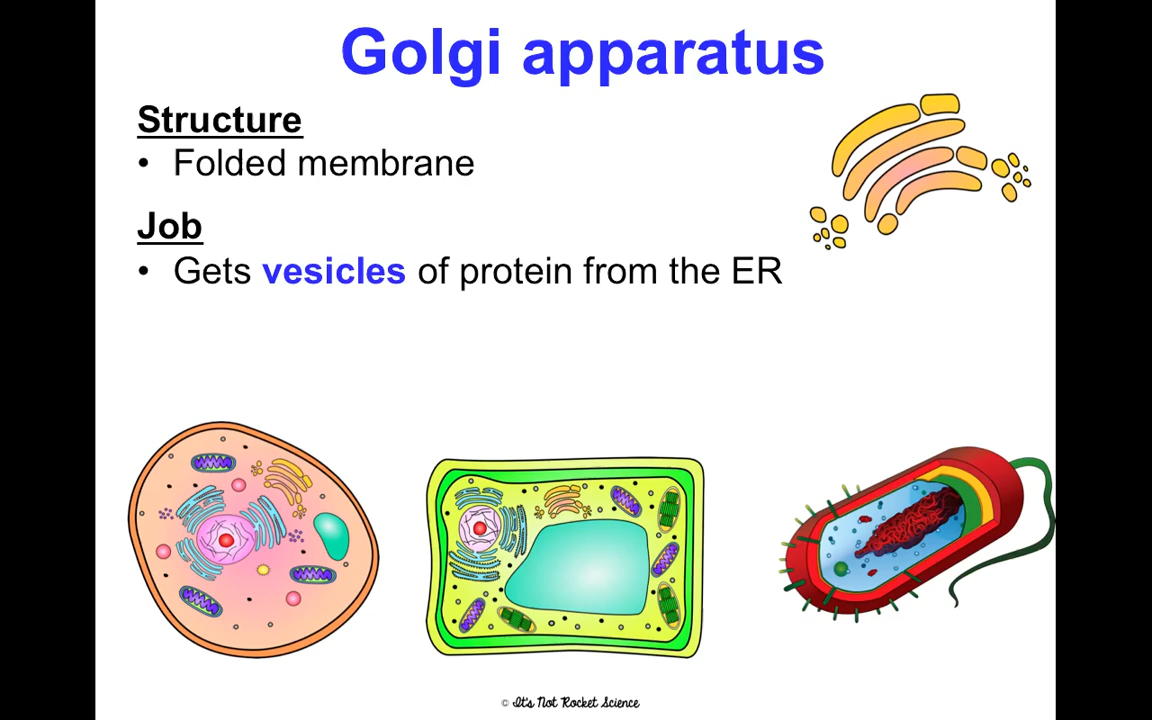 Golgi apparatus
Structure
• Folded membrane
Job
• Gets vesicles of protein from the ER
© It's Not Rocket Science